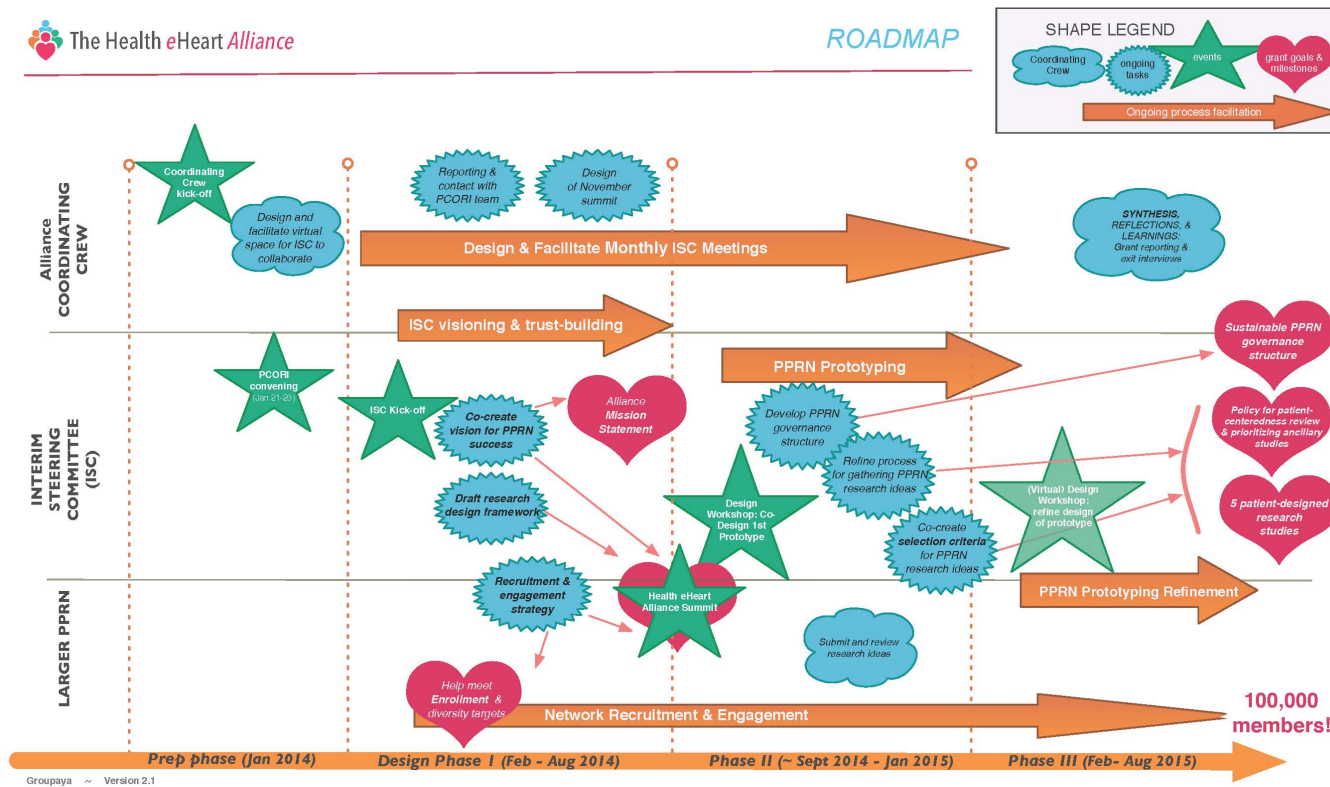 The Health eHeart Alliance
ROADMAP
SHAPE LEGEND
Coordinating
Crew
ongoing
tasks
events
grant goals &
milestones
Ongoing process facilitation
Alliance
COORDINATING
CREW
Coordinating
Crew
kick-off
Design and
facilitate virtual
space for ISC to
collaborate
Reporting &
contact with
PCORI team
Design
of November
summit
Design & Facilitate Monthly ISC Meetings
SYNTHESIS,
REFLECTIONS, &
LEARNINGS:
Grant reporting &
exit interviews
ISC visioning & trust-building
INTERIM
STEERING
COMMITTEE
(ISC)
PCORI
convening
(Jan 21-23)
ISC Kick-off
Co-create
vision for PPRN
success
Alliance
Mission
Statement
Draft research
design framework
PPRN Prototyping
Develop PPRN
governance
structure
Refine process
for gathering PPRN
research ideas
Design
Workshop: Co-
Design 1st
Prototype
Co-create
selection criteria
for PPRN
research ideas
(Virtual) Design
Workshop:
refine design
of prototype
Sustainable PPRN
governance
structure
Policy for patient-
centeredness review
& prioritizing ancillary
studies
5 patient-designed
research
studies
LARGER PPRN
Recruitment &
engagement
strategy
Health eHeart
Alliance Summit
PPRN Prototyping Refinement
Submit and review
research ideas
Help meet
Enrollment &
diversity targets
Network Recruitment & Engagement
100,000
members!
Prep phase (Jan 2014)
Design Phase 1 (Feb - Aug 2014)
Phase II (~ Sept 2014 - Jan 2015)
Phase III (Feb- Aug 2015)
Groupaya ~ Version 2.1